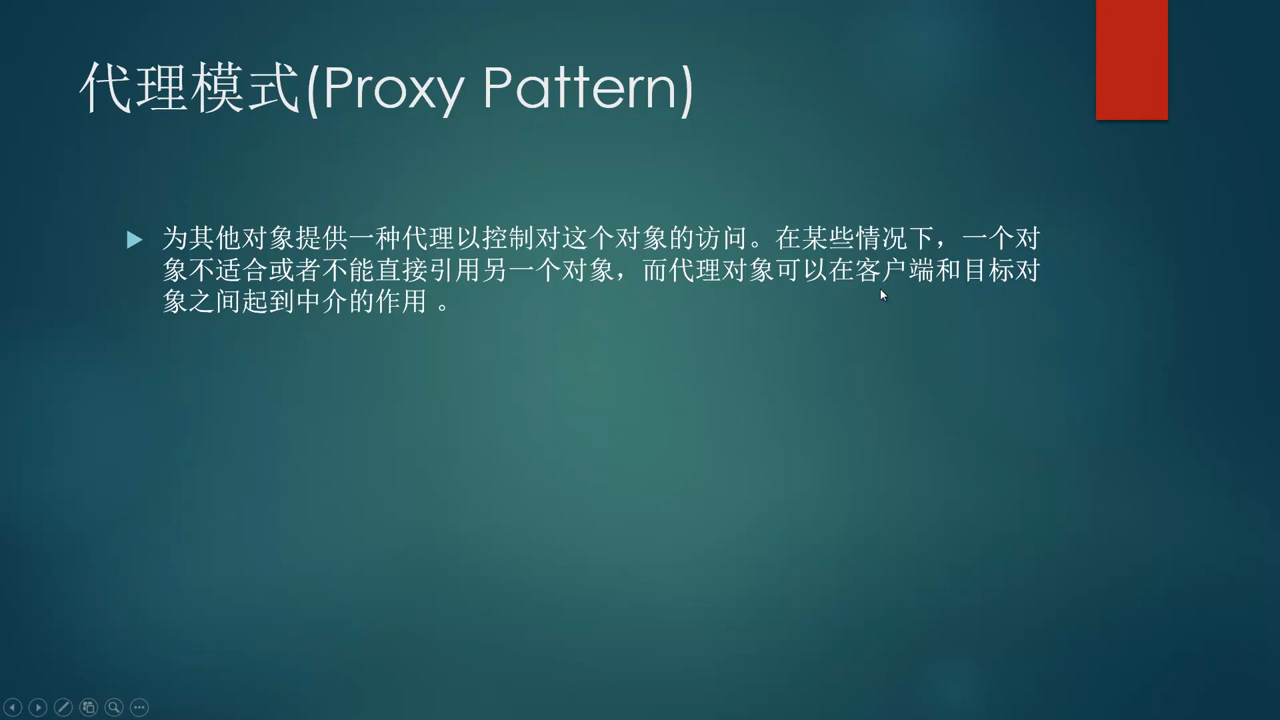 代理模式(Proxy Pattern)
为其他对象提供一种代理以控制对这个对象的访问。在某些情况下，一个对
象不适合或者不能直接引用另一个对象，而代理对象可以在客户端和目标对
象之间起到中介的作用 。